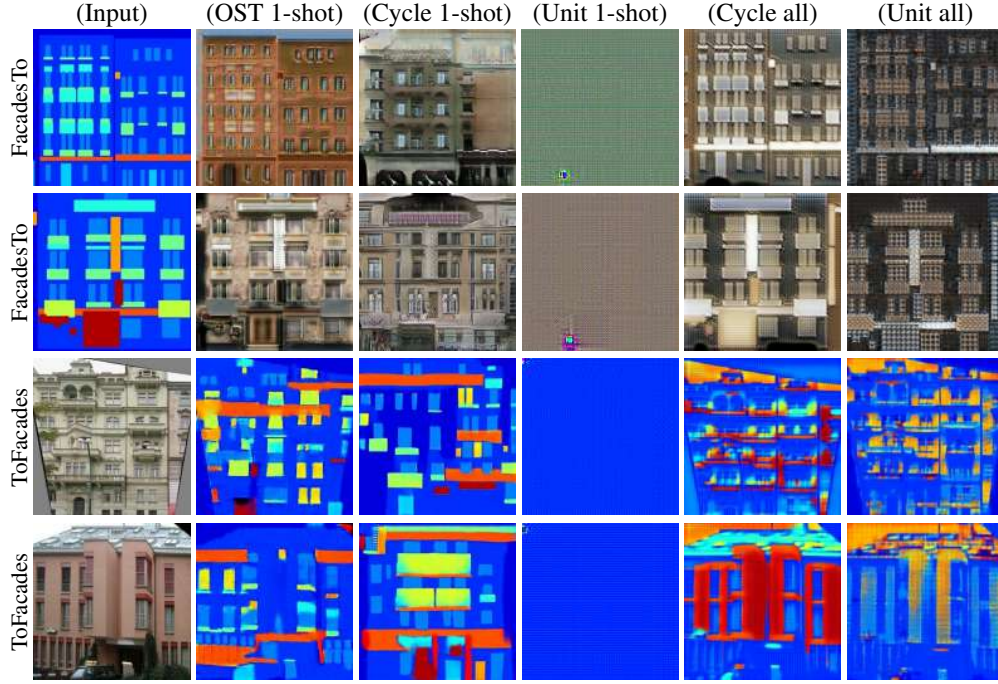 (Input) (OST 1-shot) (Cycle 1-shot) (Unit 1-shot) (Cycle all) (Unit all)
FacadesTo
FacadesTo
ToFacades
ToFacades